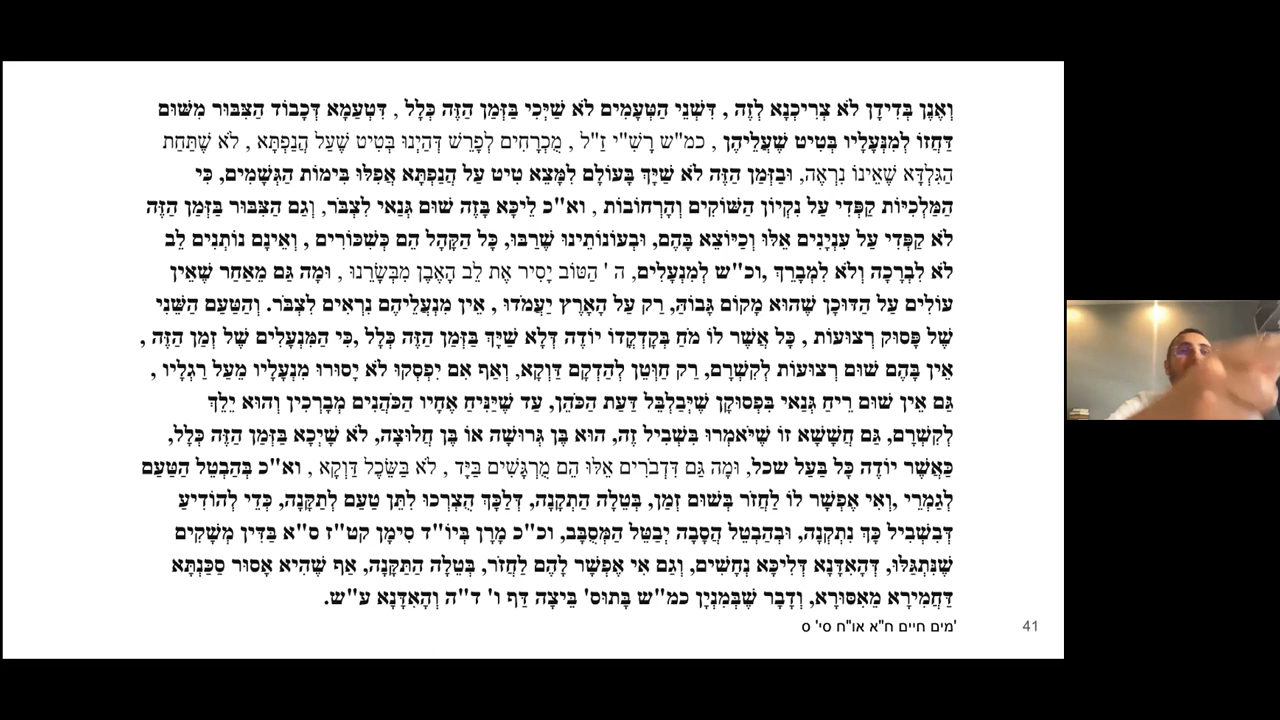 וְאֲנַן בְּדִידָן לֹא צְרִיכְנָא לְזֶה , דִּשְׁנֵי הַטְּעָמִים לֹא שַׁיְּכֵי בַּזְּמַן הַזֶּה כְּלָל , דְּטַעֲמָא דְּכְבוֹד הַצִּבּוּר מִשּׁוּם
דְּחָזוּ לְמִנְעָלָיו בְּטִיט שֶׁעֲלֵיהֶן , כמ"ש רַשִׁ"י ז"ל , מֻכְרָחִים לְפָרֵשׁ דְּהַיְנוּ בְּטִיט שֶׁעַל הֲנַפְתָּא , לֹא שֶׁתַּחַת
הַגִּלְדָּא שֶׁאֵינוֹ נִרְאֶה, וּבַזְּמַן הַזֶּה לֹא שַׁיָּךְ בָּעוֹלָם לִמְצֵא טִיט עַל הֲנַפְתָּא אֲפִלּוּ בִּימוֹת הַגְּשָׁמִים, כִּי
הַמַּלְכִיּוֹת קַפְּדֵי עַל נִקְיוֹן הַשְּׁוָקִים וְהָרְחוֹבוֹת , וא"כ לֵיכָּא בָּזֶה שׁוּם גְּנַאי לִצְבֹּר, וְגַם הַצִּבּוּר בַּזְּמַן הַזֶּה
לֹא קַפְּדֵי עַל עִנְיָנִים אֵלּוּ וְכַיּוֹצֵא בָּהֶם, וּבַעוֹנוֹתֵינוּ שֶׁרַבּוּ, כָּל הַקָּהָל הֵם כְּשִׁכּוֹרִים , וְאֵינָם נוֹתְנִים לֵב
לֹא לִבְרָכָה וְלֹא לִמְבָרֵךְ ,וכ"ש לְמִנְעָלִים, ה ' הַטּוֹב יָסִיר אֶת לֵב הָאֶבֶן מִבְּשָׂרֵנוּ , וּמָה גַּם מֵאַחַר שֶׁאֵין
עוֹלִים עַל הַדּוּכָן שֶׁהוּא מָקוֹם גָּבוֹהַּ, רַק עַל הָאָרֶץ יַעֲמֹדוּ , אֵין מִנְעֲלֵיהֶם נִרְאִים לִצְבֹּר. וְהַטַּעַם הַשֵּׁנִי
שֶׁל פָּסוּק רְצוּעוֹת , כָּל אֲשֶׁר לוֹ מֹחַ בְּקָדְקֳדוֹ יוֹדֶה דְּלָא שַׁיָּךְ בַּזְּמַן הַזֶּה כְּלָל ,כִּי הַמִּנְעָלִים שֶׁל זְמַן הַזֶּה ,
אֵין בָּהֶם שׁוּם רְצוּעוֹת לְקִשְׁרָם, רַק חַוְטֵן לְהַדְקָם דַּוְקָא, וְאַף אִם יִפָּסְקוּ לֹא יָסוּרוּ מִנְעָלָיו מֵעַל רַגְלָיו ,
גַּם אֵין שׁוּם רֵיחַ גְּנַאי בִּפְסוּקָן שֶׁיְּבַלְבֵּל דַּעַת הַכֹּהֵן, עַד שֶׁיַּנִּיחַ אֶחָיו הַכֹּהֲנִים מְבָרְכִין וְהוּא יֵלֵךְ
לְקִשְׁרָם, גַּם חֲשָׁשָׁא זוֹ שֶׁיֹּאמְרוּ בִּשְׁבִיל זֶה, הוּא בֶּן גְּרוּשָׁה אוֹ בֶּן חֲלוּצָה, לֹא שָׁיְכָא בַּזְּמַן הַזֶּה כְּלָל,
כַּאֲשֶׁר יוֹדֶה כָּל בַּעַל שכל, וּמָה גַּם דִּדְבֹרִים אֵלּוּ הֵם מֻרְגָּשִׁים בַּיָּד , לֹא בַּשֵּׂכֶל דַּוְקָא , וא"כ בְּהִבָּטֵל הַטַּעַם
לְגַמְרֵי ,וְאִי אֶפְשָׁר לוֹ לַחֲזֹר בְּשׁוּם זְמַן, בְּטֵלָה הַתְקָנָה, דְּלְכָךְ הֻצְרְכוּ לִתֵּן טַעַם לְתַקָּנָה, כְּדֵי לְהוֹדִיעַ
דְּבִשְׁבִיל כָּךְ נִתְקְנָה, וּבְהִבָּטֵל הֲסָבָה יְבַטֵּל הַמְּסֻבָּב, וכ"כ מָרָן בְּיוֹ"ד סִימָן קט"ז ס"א בַּדִּין מְשָׁקִים
שֶׁנִּתְגַּלּוּ, דְּהָאִדָּנָא דְּלֵיכָּא נְחָשִׁים, וְגַם אִי אֶפְשָׁר לָהֶם לַחֲזֹר, בְּטֵלָה הַתַּקָּנָה, אַף שֶׁהִיא אָסוּר סַכַּנְתָּא
דַּחֲמִירָא מֵאִסּוּרָא, וְדָבָר שֶׁבְּמִנְיָן כמ"ש בָּתוֹס' בֵּיצָה דַּף ו' ד"ה וְהָאִדָּנָא ע"ש.
'מים חיים ח"א או"ח סי' ס
41